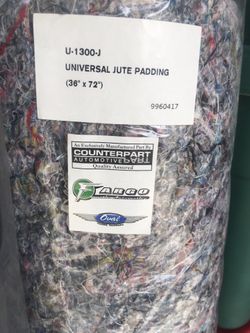 U-1300-J
UNIVERSAL JUTE PADDING
(36" x 72")
9960417
An Exclusively Manufactured Part By
COUNTERPART
AUTOMOTIVE
Quality Assured
FARGO
Oval